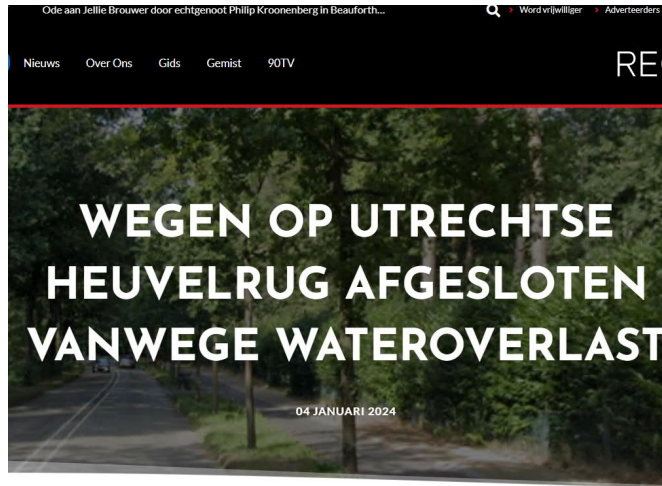 Ode aan Jellie Brouwer door echtgenoot Philip Kroonenberg in Beauforth...
Word vrijwilliger
Adverteerders
Nieuws Over Ons Gids Gemist 90TV
WEGEN OP UTRECHTSE
HEUVELRUG AFGESLOTEN
VANWEGE WATEROVERLAST
04 JANUARI 2024